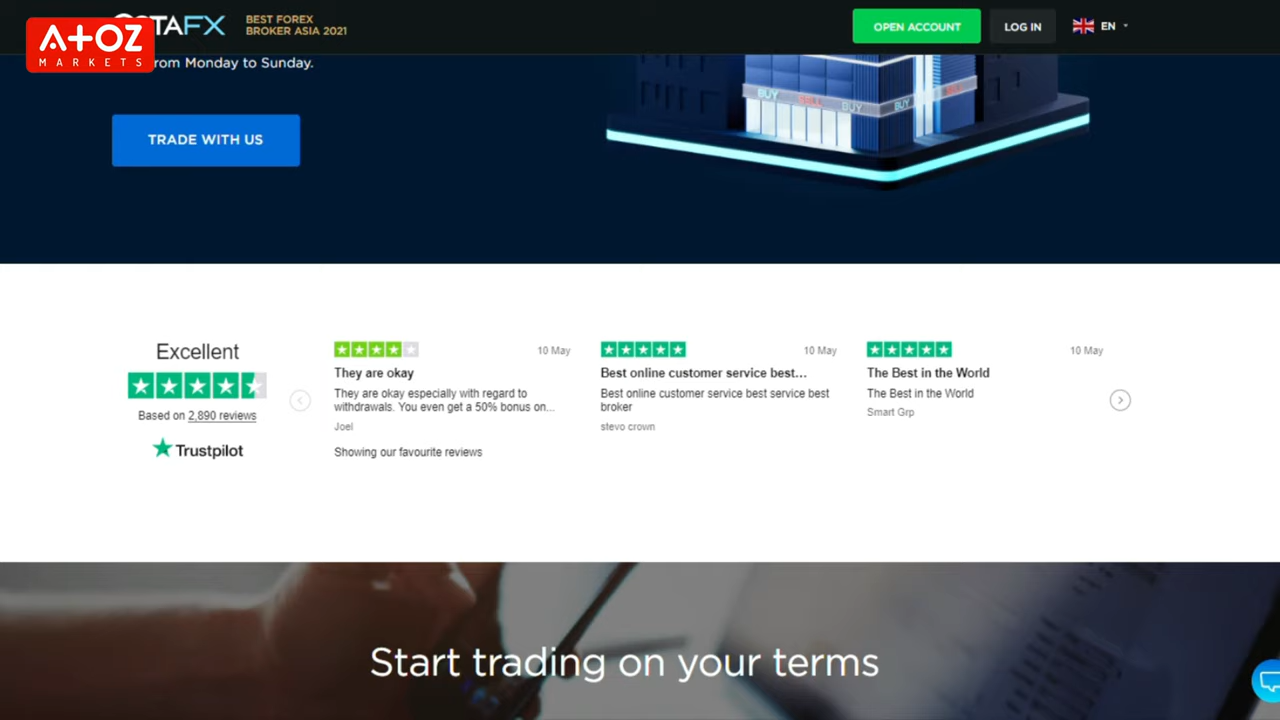 A+OZ
MARKETS
TAFX
BEST FOREX
BROKER ASIA 2021
OPEN ACCOUNT
LOG IN
EN
rom Monday to Sunday.
TRADE WITH US
BUY SELL BUY BUY SELL
Excellent
Based on 2,890 reviews
Trustpilot
10 May
They are okay
They are okay especially with regard to
withdrawals. You even get a 50% bonus on...
Joel
Showing our favourite reviews
10 May
Best online customer service best...
Best online customer service best service best
broker
stevo crown
10 May
The Best in the World
The Best in the World
Smart Grp
Start trading on your terms